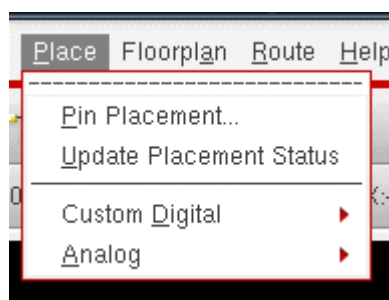 Place Floorplan Route Help
Pin Placement...
Update Placement Status
Custom Digital
Analog